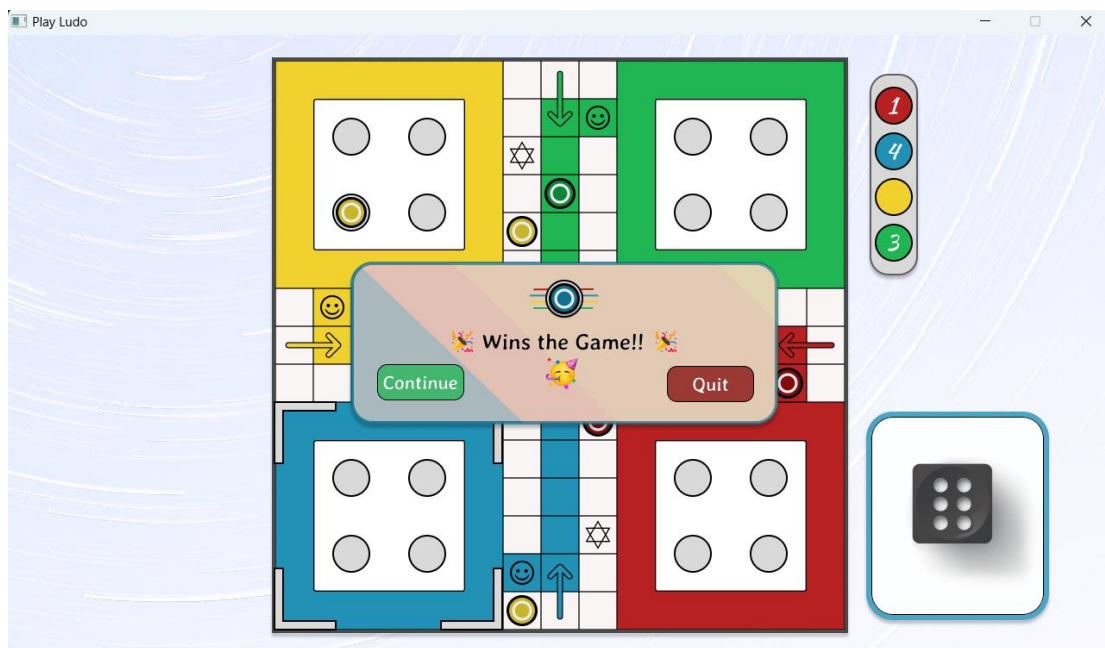 Play Ludo
1
4
3
🎉 Wins the Game!! 🎉
Continue
Quit